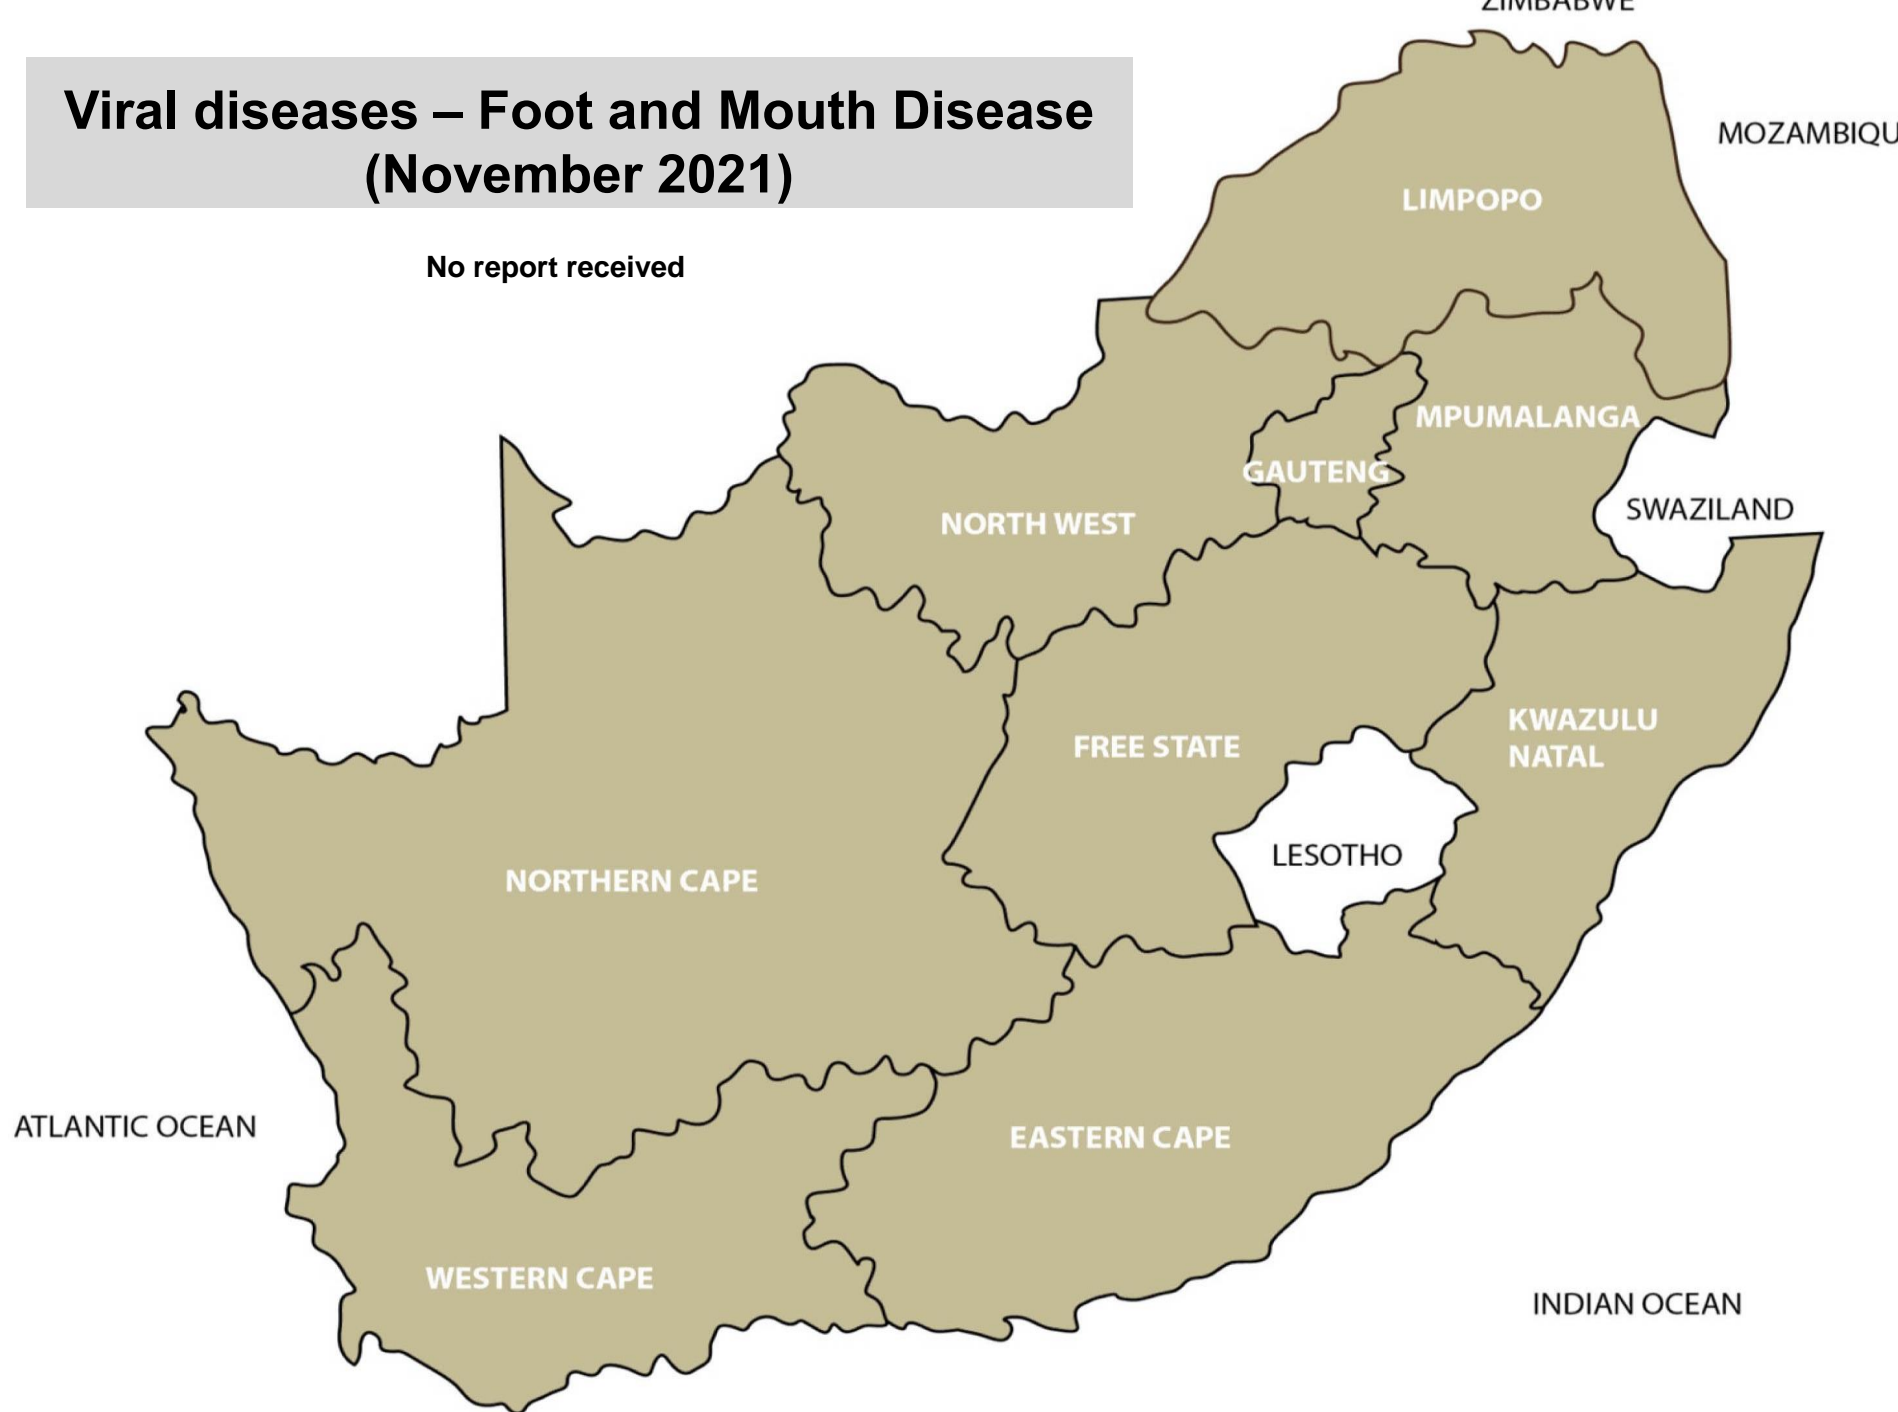 ZIMBABWE
Viral diseases – Foot and Mouth Disease
(November 2021)
MOZAMBIQU
LIMPOPO
No report received
MPUMALANGA
GAUTENG
SWAZILAND
NORTH WEST
KWAZULU
NATAL
FREE STATE
LESOTHO
NORTHERN CAPE
ATLANTIC OCEAN
EASTERN CAPE
WESTERN CAPE
INDIAN OCEAN